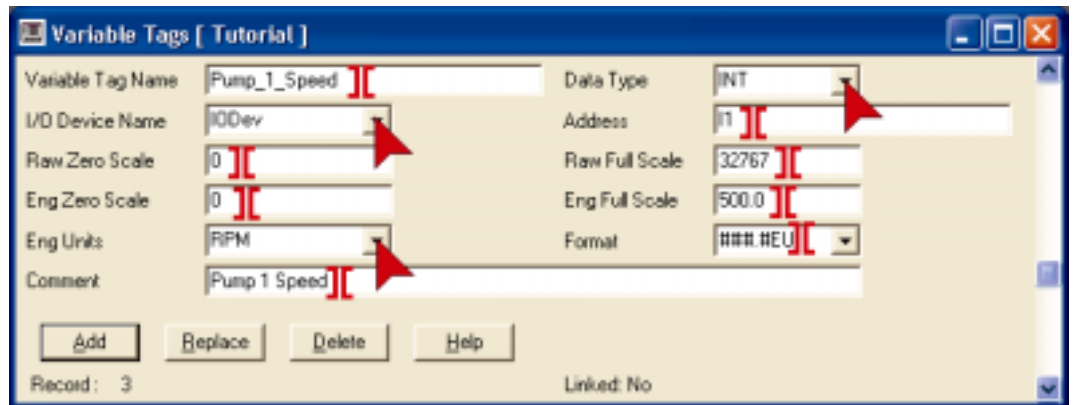 Variable Tags [ Tutorial ]
Variable Tag Name Pump_1_Speed Data Type INT
I/O Device Name IODev Address I1
Raw Zero Scale 0 Raw Full Scale 32767
Eng Zero Scale 0 Eng Full Scale 500.0
Eng Units RPM Format ###.#EU
Comment Pump 1 Speed
Add Replace Delete Help
Record : 3 Linked: No